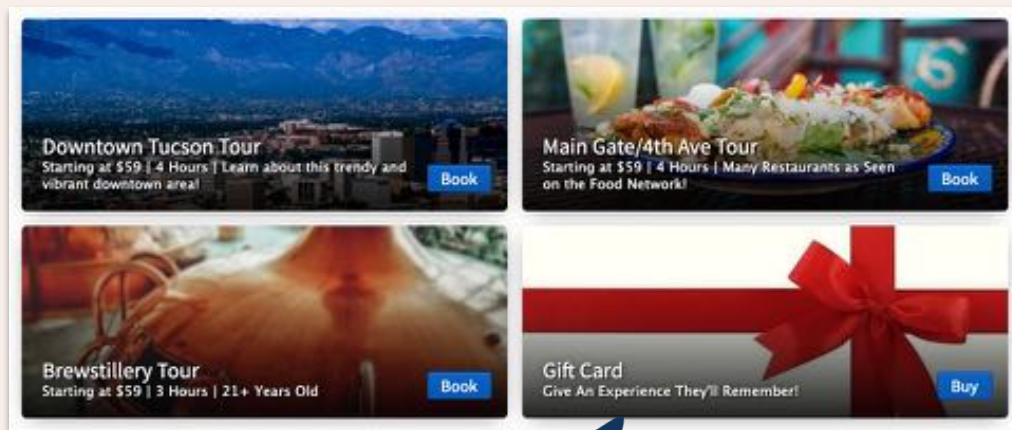 Downtown Tucson Tour
Starting at $59 | 4 Hours | Learn about this trendy and
vibrant downtown area!
Book
Main Gate/4th Ave Tour
Starting at $59 | 4 Hours | Many Restaurants as Seen
on the Food Network!
Book
6
Brewstillery Tour
Starting at $59 | 3 Hours | 21+ Years Old
Book
Gift Card
Give An Experience They'll Remember!
Buy